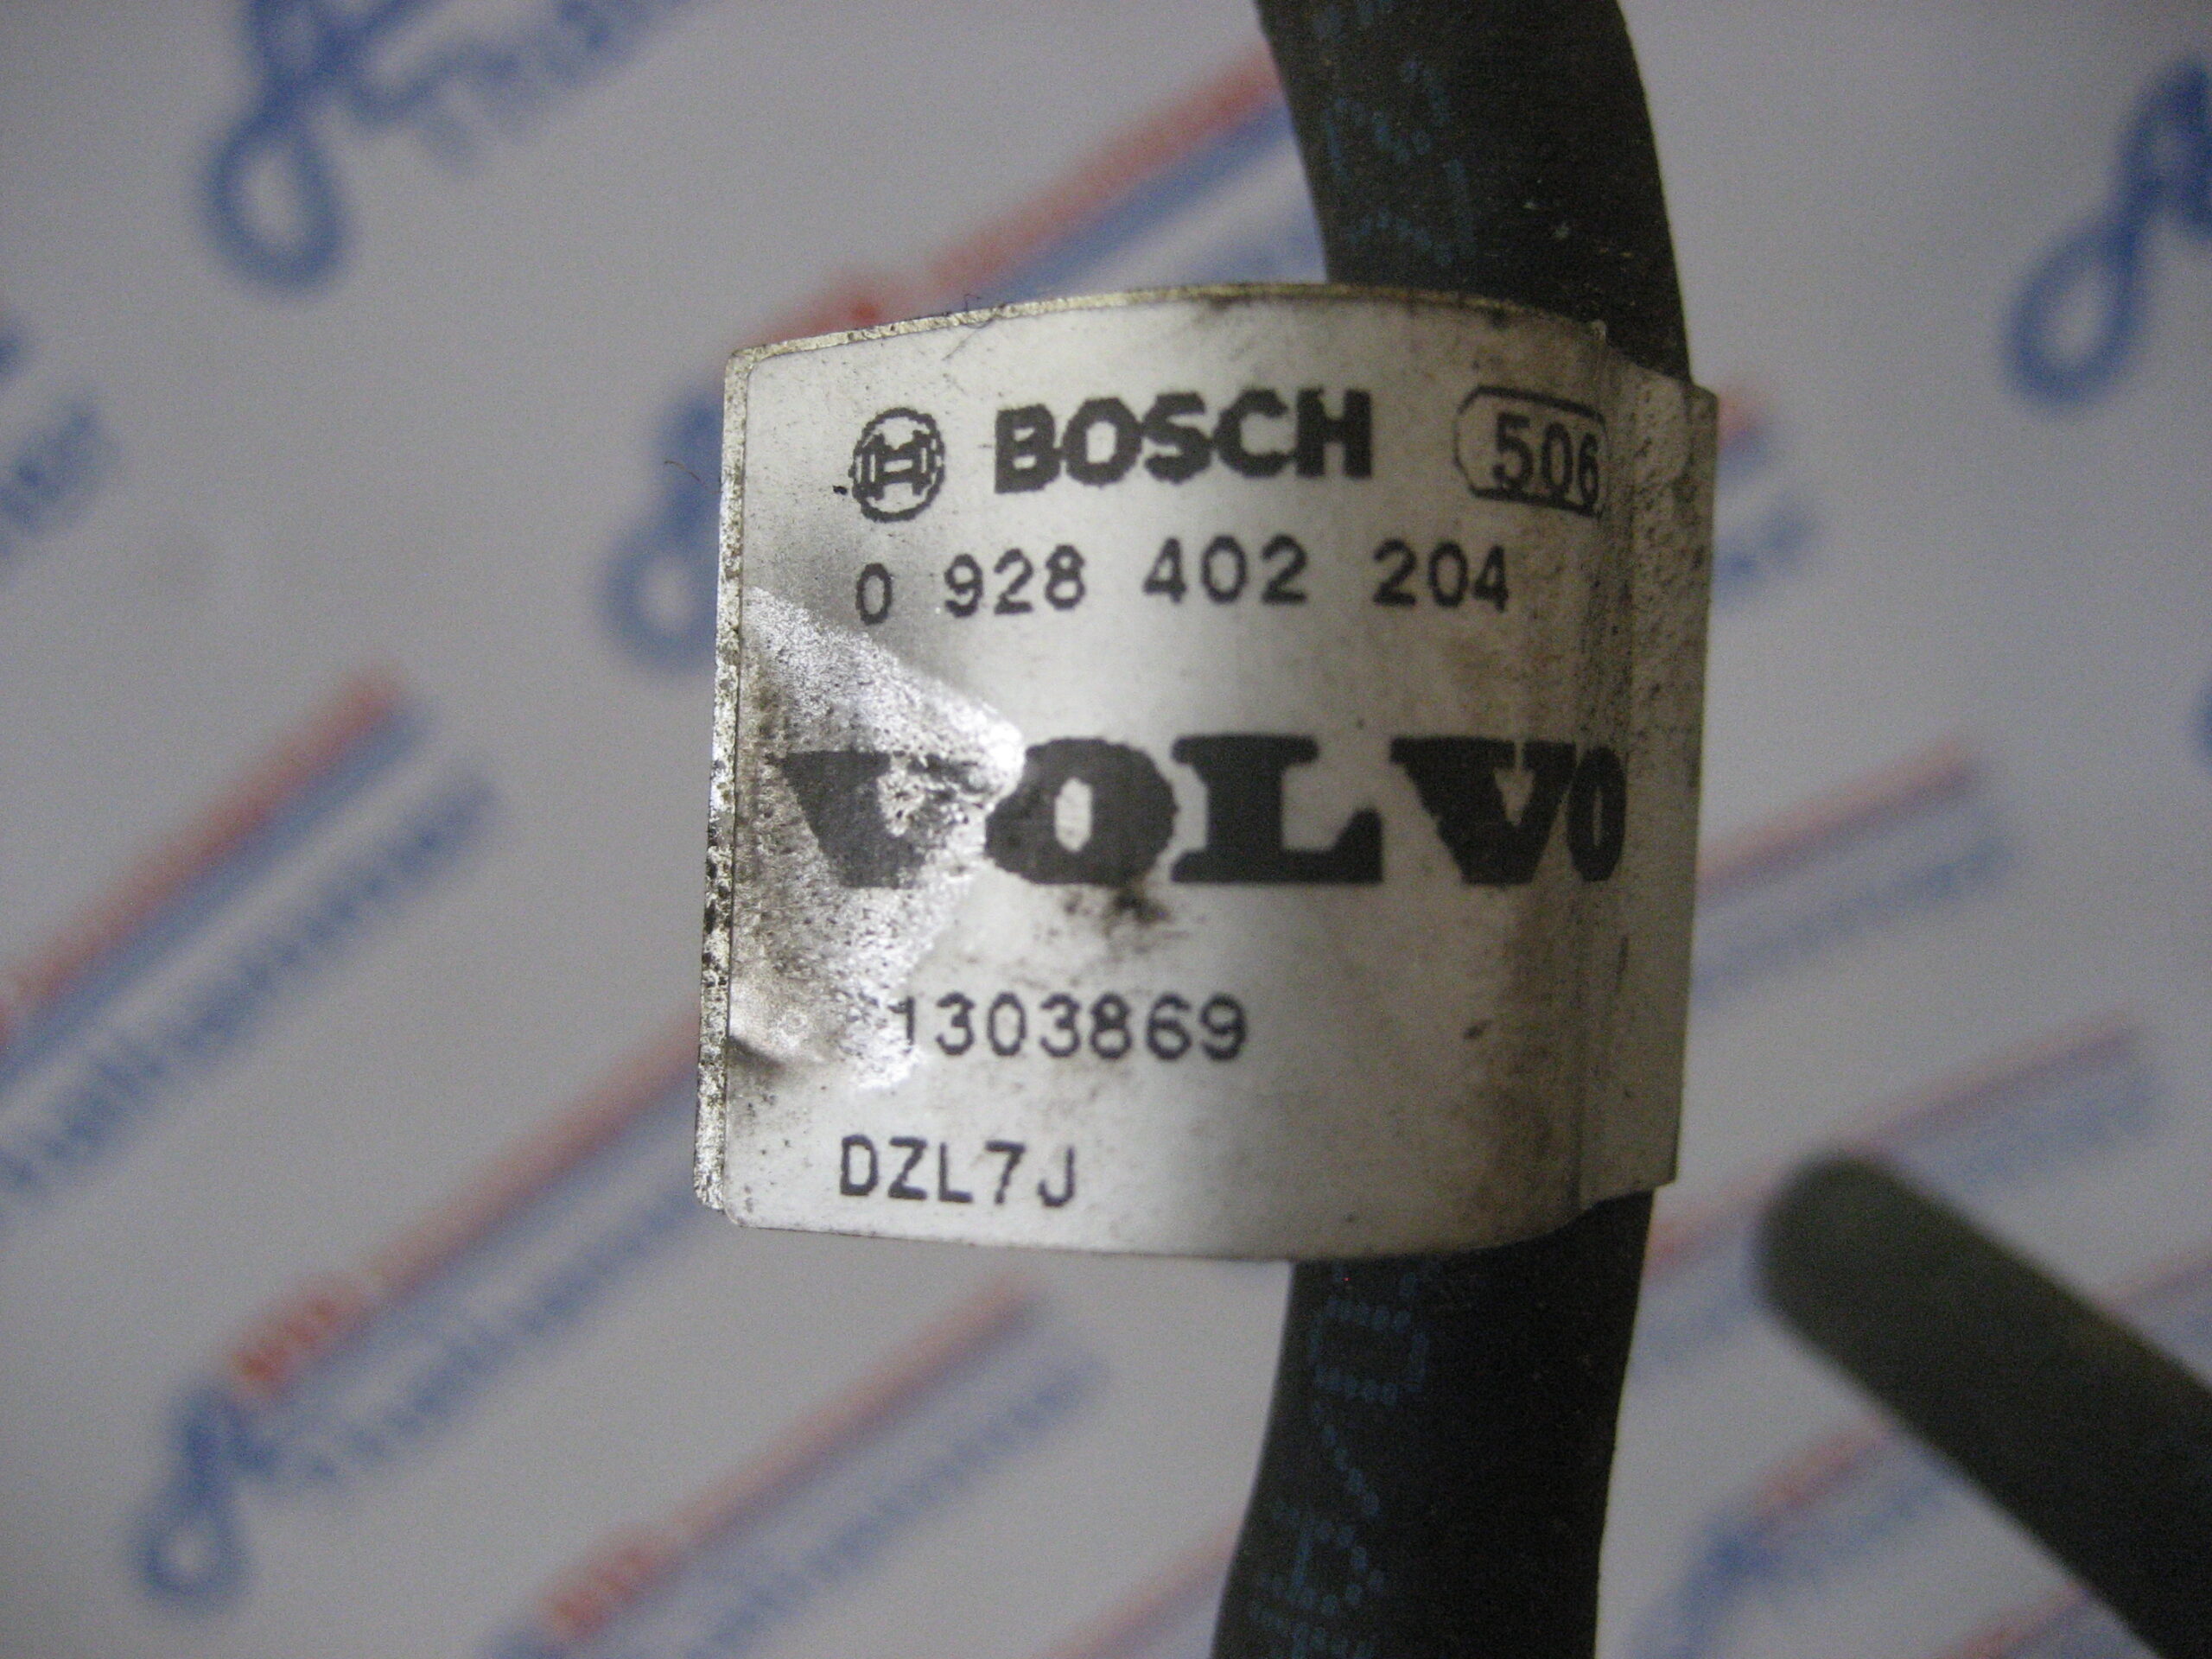 BOSCH 506
0 928 402 204
VOLVO
1303869
DZL7J